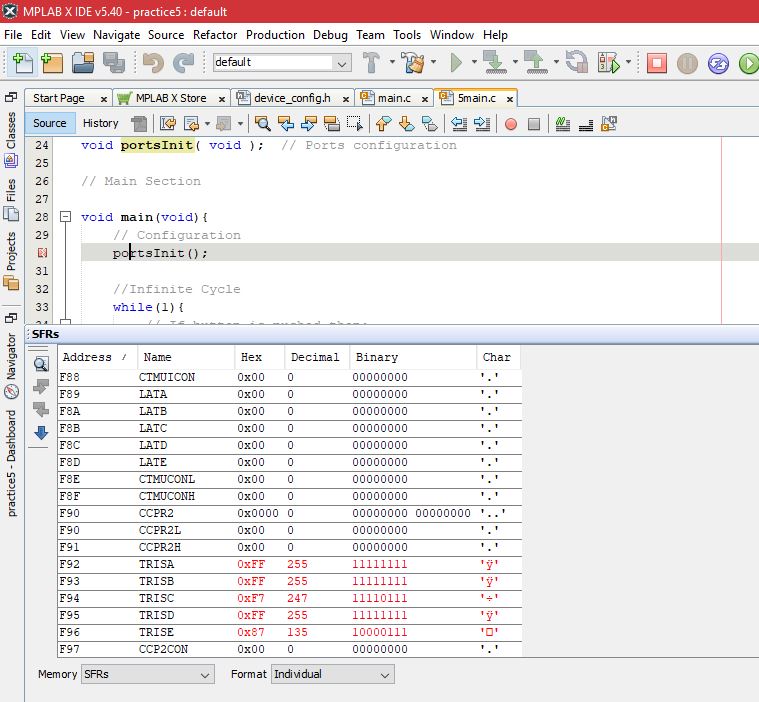 MPLAB X IDE v5.40 - practice5 : default
File Edit View Navigate Source Refactor Production Debug Team Tools Window Help
default
Start Page x MPLAB X Store x device_config.h x main.c x 5main.c x
Source History
Classes
Files
Projects
Navigator
practice5 - Dashboard
24 void portsInit( void ); // Ports configuration
25
26 // Main Section
27
28 void main(void){
29 // Configuration
portsInit();
31
32 //Infinite Cycle
33 while(1){
34 // If button is pushed then:
SFRs
Address / Name Hex Decimal Binary Char
F88 CTMUICON 0x00 0 00000000 '.'
F89 LATA 0x00 0 00000000 '.'
F8A LATB 0x00 0 00000000 '.'
F8B LATC 0x00 0 00000000 '.'
F8C LATD 0x00 0 00000000 '.'
F8D LATE 0x00 0 00000000 '.'
F8E CTMUCONL 0x00 0 00000000 '.'
F8F CTMUCONH 0x00 0 00000000 '.'
F90 CCPR2 0x0000 0 00000000 00000000 '..'
F90 CCPR2L 0x00 0 00000000 '.'
F91 CCPR2H 0x00 0 00000000 '.'
F92 TRISA 0xFF 255 11111111 'ÿ'
F93 TRISB 0xFF 255 11111111 'ÿ'
F94 TRISC 0xF7 247 11110111 '÷'
F95 TRISD 0xFF 255 11111111 'ÿ'
F96 TRISE 0x87 135 10000111 '□'
F97 CCP2CON 0x00 0 00000000 '.'
Memory SFRs Format Individual